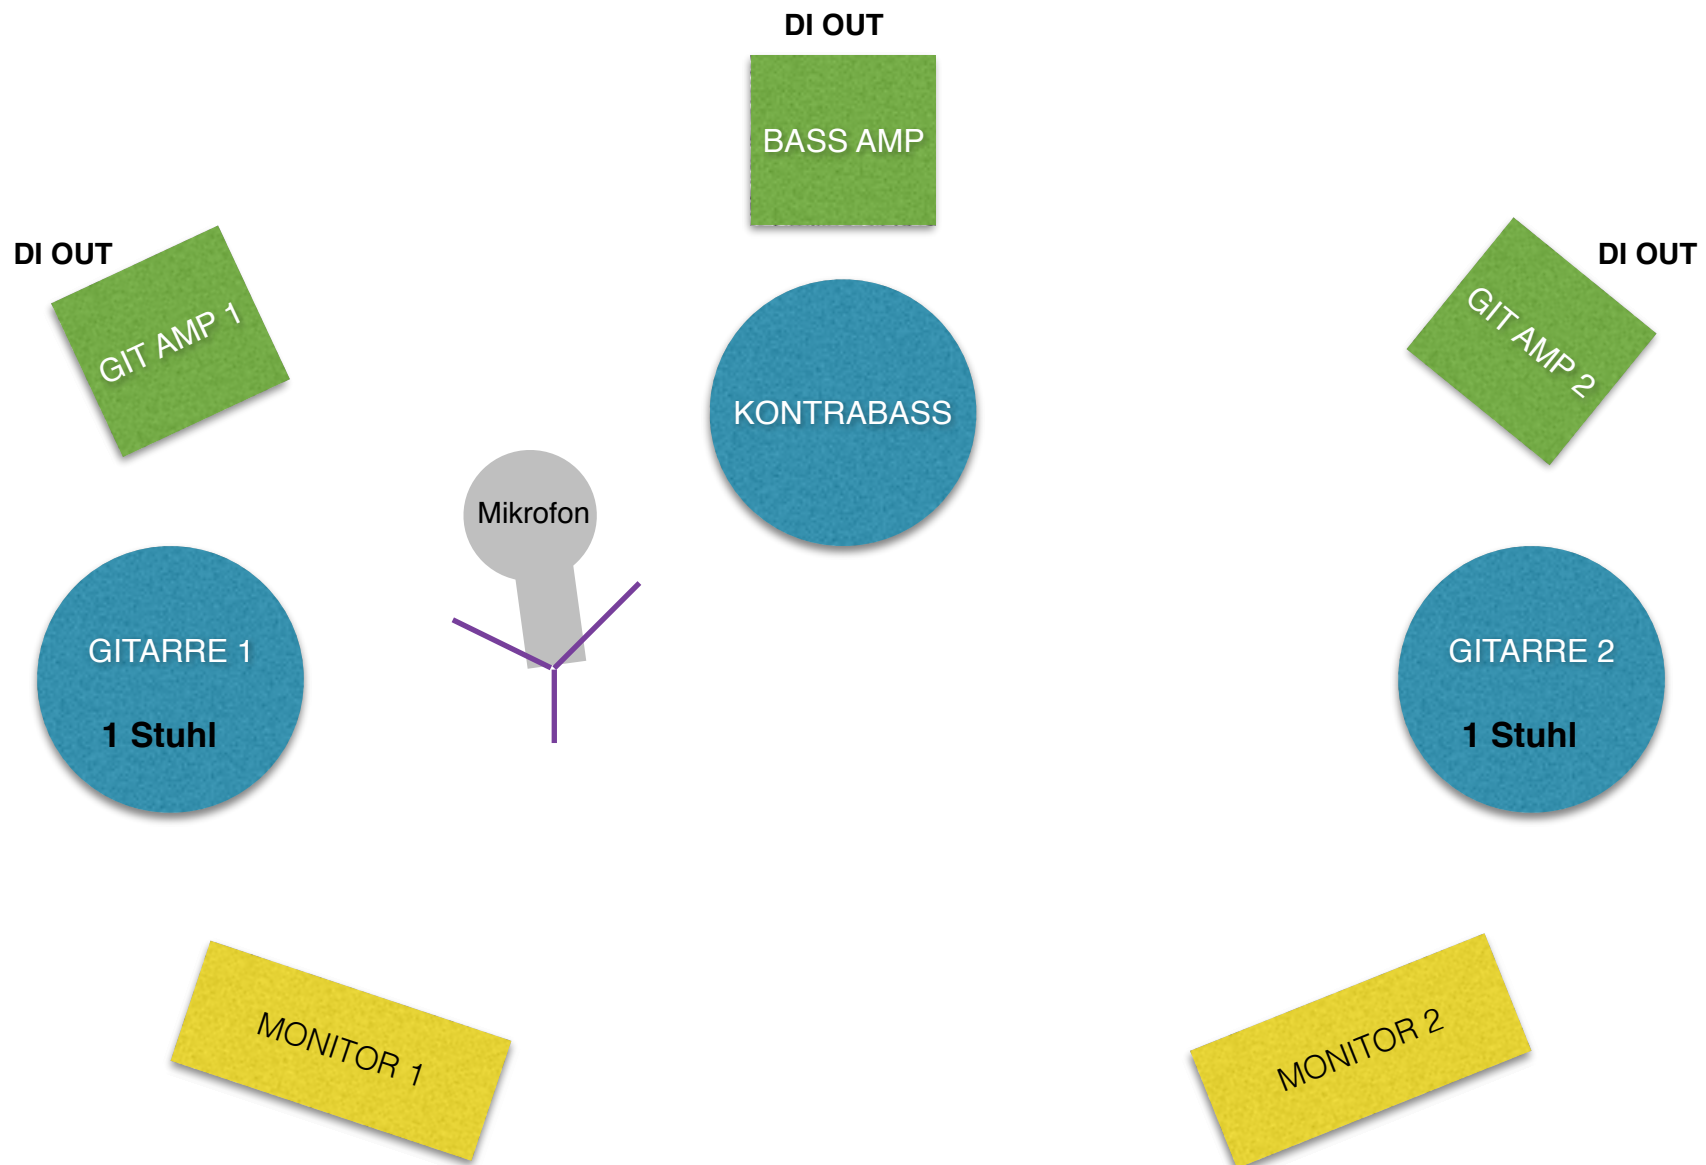 DI OUT
BASS AMP
DI OUT
DI OUT
GIT AMP 1
GIT AMP 2
KONTRABASS
Mikrofon
GITARRE 1
1 Stuhl
GITARRE 2
1 Stuhl
MONITOR 1
MONITOR 2